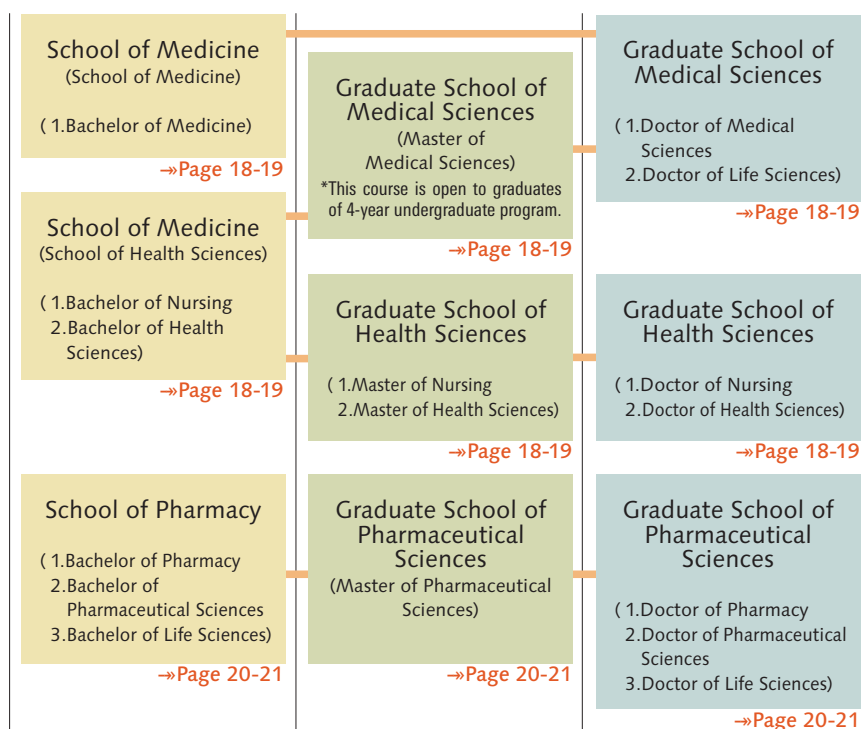 School of Medicine
(School of Medicine)
( 1.Bachelor of Medicine)
→Page 18-19
School of Medicine
(School of Health Sciences)
( 1.Bachelor of Nursing
2.Bachelor of Health
Sciences)
→Page 18-19
School of Pharmacy
( 1.Bachelor of Pharmacy
2.Bachelor of
Pharmaceutical Sciences
3.Bachelor of Life Sciences)
→Page 20-21
Graduate School of
Medical Sciences
(Master of
Medical Sciences)
*This course is open to graduates
of 4-year undergraduate program.
→Page 18-19
Graduate School of
Health Sciences
( 1.Master of Nursing
2.Master of Health Sciences)
→Page 18-19
Graduate School of
Pharmaceutical
Sciences
(Master of Pharmaceutical
Sciences)
→Page 20-21
Graduate School of
Medical Sciences
( 1.Doctor of Medical
Sciences
2.Doctor of Life Sciences)
→Page 18-19
Graduate School of
Health Sciences
( 1.Doctor of Nursing
2.Doctor of Health Sciences)
→Page 18-19
Graduate School of
Pharmaceutical
Sciences
( 1.Doctor of Pharmacy
2.Doctor of Pharmaceutical
Sciences
3.Doctor of Life Sciences)
→Page 20-21